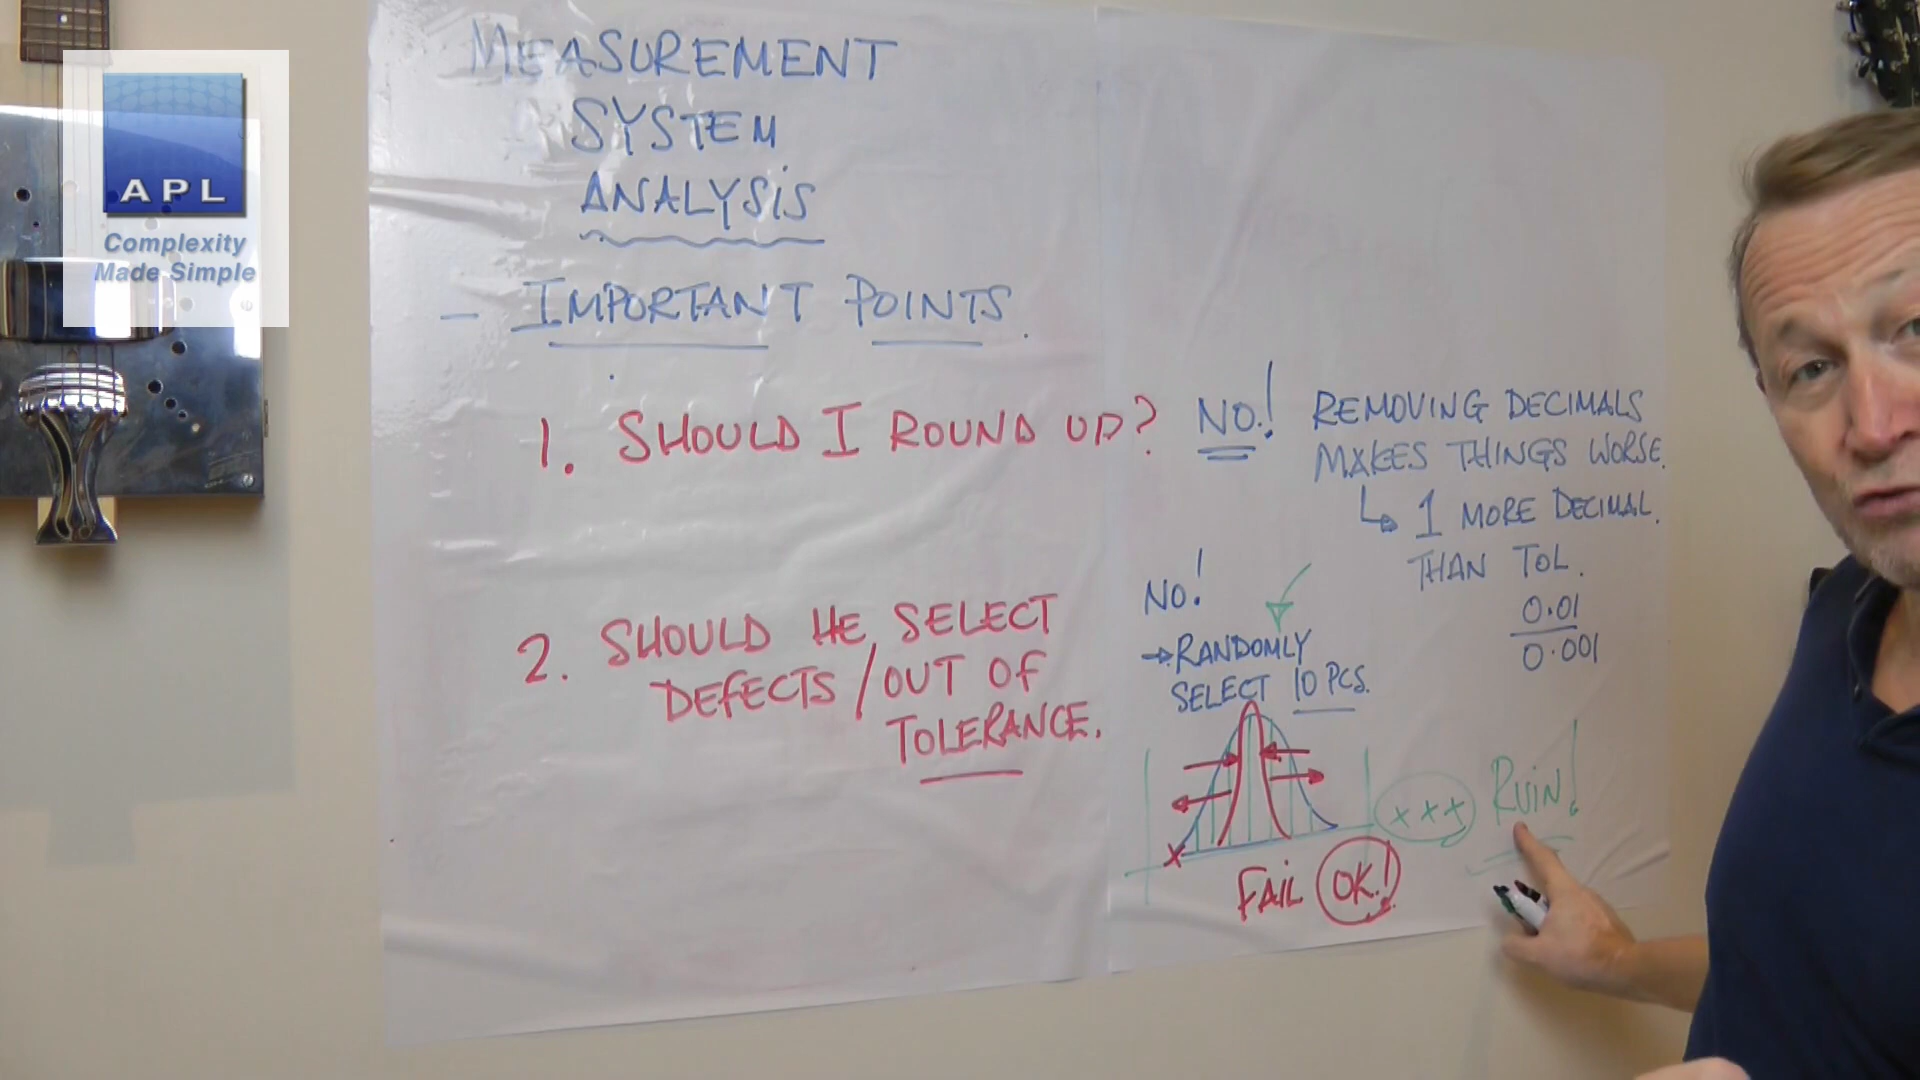 APL
Complexity
Made Simple
MEASUREMENT
SYSTEM
ANALYSIS
- IMPORTANT POINTS.
1. SHOULD I ROUND UP? NO!
REMOVING DECIMALS
MAKES THINGS WORSE.
↳ 1 MORE DECIMAL
THAN TOL.
0.01
0.001
2. SHOULD HE SELECT
DEFECTS/OUT OF
TOLERANCE.
NO!
→RANDOMLY
SELECT 10 PCS.
x x x
RUIN!
x
FAIL OK!